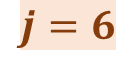 j = 6